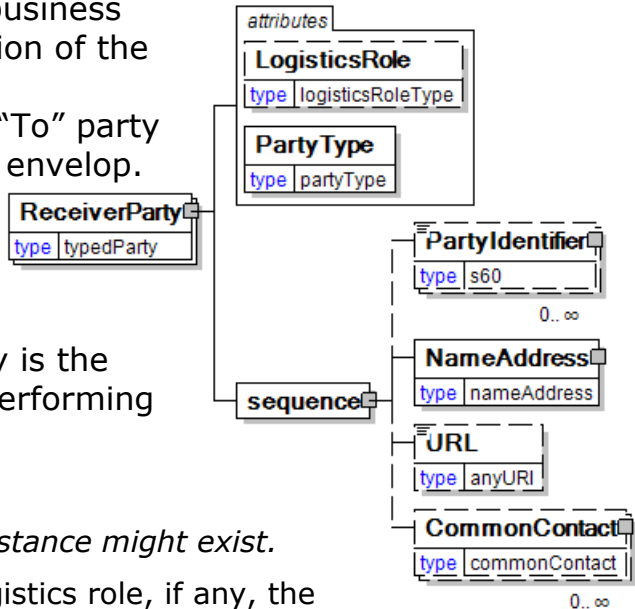 usiness
ion of the
“To” party
envelop.
y is the
erforming
stance might exist.
gistics role, if any, the
attributes
LogisticsRole
type logisticsRoleType
PartyType
type partyType
ReceiverParty
type typedParty
sequence
PartyIdentifier
type s60
0.. ∞
NameAddress
type nameAddress
URL
type anyURI
CommonContact
type commonContact
0.. ∞